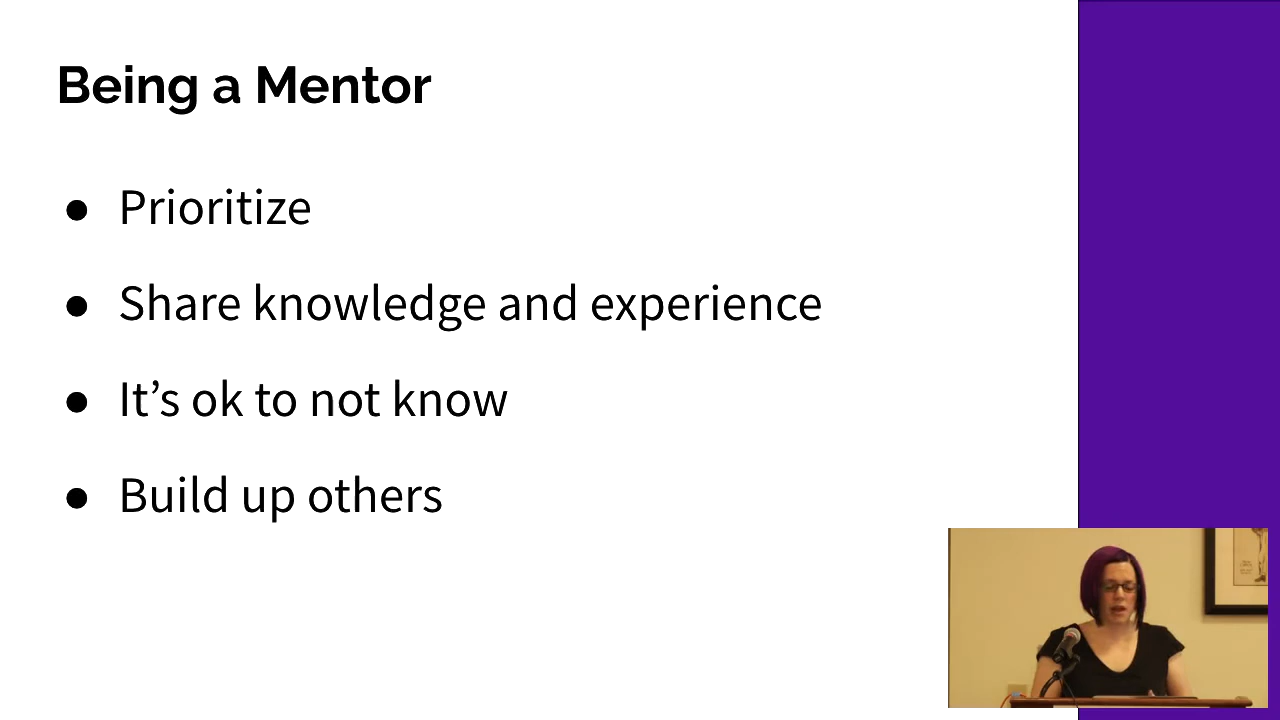 Being a Mentor
● Prioritize
● Share knowledge and experience
● It’s ok to not know
● Build up others